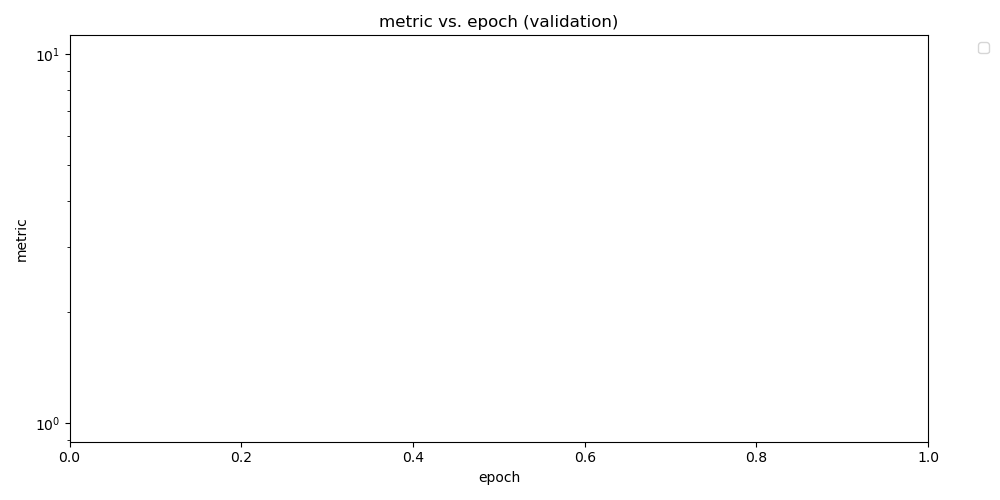 metric vs. epoch (validation)
10¹
metric
10⁰
0.0 0.2 0.4 0.6 0.8 1.0
epoch